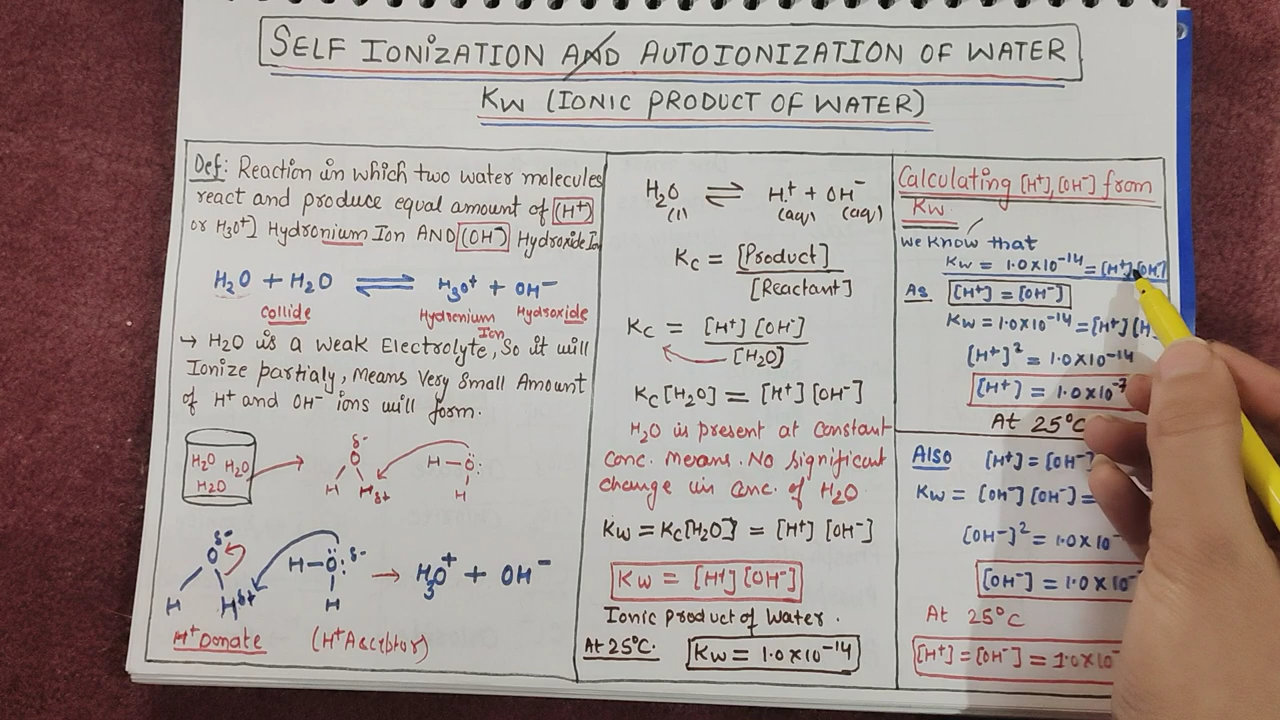 SELF IONIZATION AND AUTOIONIZATION OF WATER
KW (IONIC PRODUCT OF WATER)
Def: Reaction in which two water molecules
react and produce equal amount of (H⁺)
or H₃O⁺] Hydronium Ion AND (OH⁻) Hydroxide Io
H₂O + H₂O ⇌ H₃O⁺ + OH⁻
collide Hydronium Hydroxide
Ion
→ H₂O is a weak Electrolyte, So it will
Ionize partialy, Means Very Small Amount
of H⁺ and OH⁻ ions will form.
H₂O H₂O
H₂O
δ⁻
O
H Hδ⁺
H–O:
H
δ⁻
O
H Hδ⁺
H–O: δ⁻
H
→ H₃O⁺ + OH⁻
H⁺ Donate (H⁺ Acceptor)
H₂O ⇌ H⁺ + OH⁻
(l) (aq) (aq)
Kc = [Product]
[Reactant]
Kc = [H⁺] [OH⁻]
[H₂O]
Kc[H₂O] = [H⁺] [OH⁻]
H₂O is present at Constant
conc. Means. No significant
change in conc. of H₂O
Kw = Kc[H₂O] = [H⁺] [OH⁻]
Kw = [H⁺] [OH⁻]
Ionic product of Water.
At 25°C. Kw = 1.0×10⁻¹⁴
Calculating [H⁺], [OH⁻] from
Kw.
we know that
Kw = 1.0×10⁻¹⁴ = [H⁺] [OH⁻]
As [H⁺] = [OH⁻]
Kw = 1.0×10⁻¹⁴ = [H⁺] [H
[H⁺]² = 1.0×10⁻¹⁴
[H⁺] = 1.0×10⁻⁷
At 25°C
Also [H⁺] = [OH⁻]
Kw = [OH⁻] [OH⁻] =
[OH⁻]² = 1.0×10⁻
[OH⁻] = 1.0×10⁻
At 25°C
[H⁺] = [OH⁻] = 1.0×10⁻